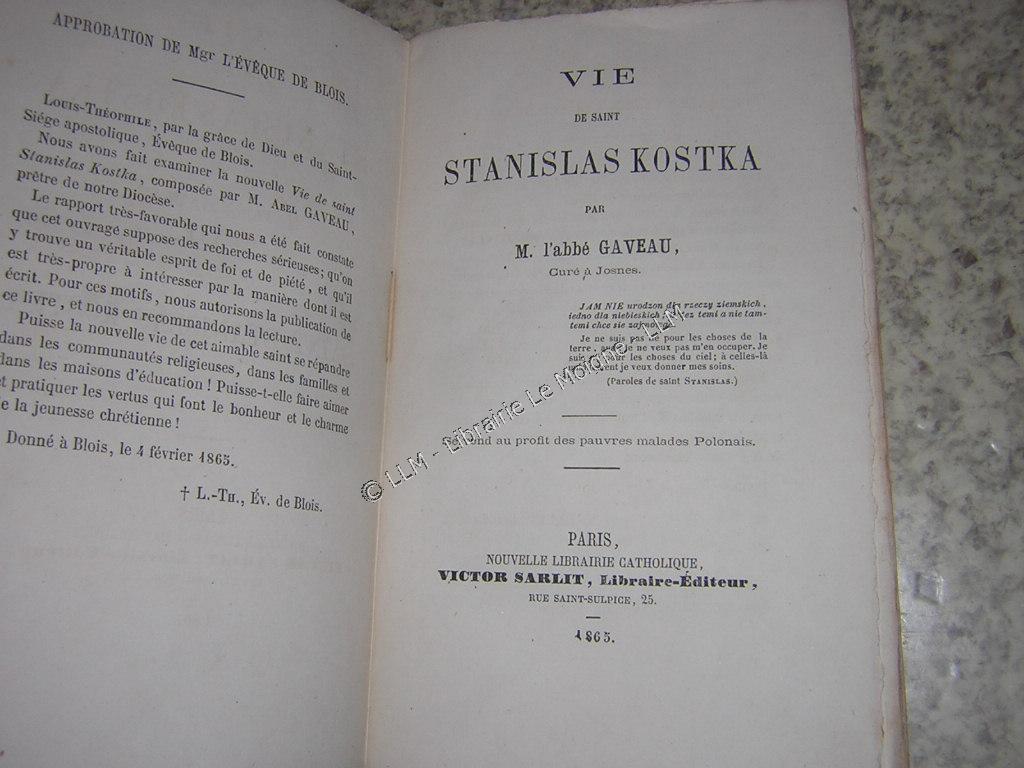 APPROBATION DE Mgr L'ÉVÊQUE DE BLOIS.
LOUIS-THÉOPHILE, par la grâce de Dieu et du Saint-
Siége apostolique, Évêque de Blois.
Nous avons fait examiner la nouvelle Vie de saint
Stanislas Kostka, composée par M. ABEL GAVEAU,
prêtre de notre Diocèse.
Le rapport très-favorable qui nous a été fait constate
que cet ouvrage suppose des recherches sérieuses; qu'on
y trouve un véritable esprit de foi et de piété, et qu'il
est très-propre à intéresser par la manière dont il est
écrit. Pour ces motifs, nous autorisons la publication de
ce livre, et nous en recommandons la lecture.
Puisse la nouvelle vie de cet aimable saint se répandre
dans les communautés religieuses, dans les familles et
dans les maisons d'éducation! Puisse-t-elle faire aimer
et pratiquer les vertus qui font le bonheur et le charme
de la jeunesse chrétienne!
Donné à Blois, le 4 février 1865.
† L.-TH., Év. de Blois.
VIE
DE SAINT
STANISLAS KOSTKA
PAR
M. l'abbé GAVEAU,
Curé à Josnes.
JAM NIE urodzon dla rzeczy ziemskich,
iedno dla niebieskich, temi a nie tam-
temi chce sie
Je ne suis pas né pour les choses de la
terre, et je ne veux pas m'en occuper. Je
suis né pour les choses du ciel; à celles-là
je veux donner mes soins.
(Paroles de saint STANISLAS.)
Se vend au profit des pauvres malades Polonais.
PARIS,
NOUVELLE LIBRAIRIE CATHOLIQUE,
VICTOR SARLIT, Libraire-Éditeur,
RUE SAINT-SULPICE, 25.
1865.
© LLM - Librairie Le Moigne - LLM